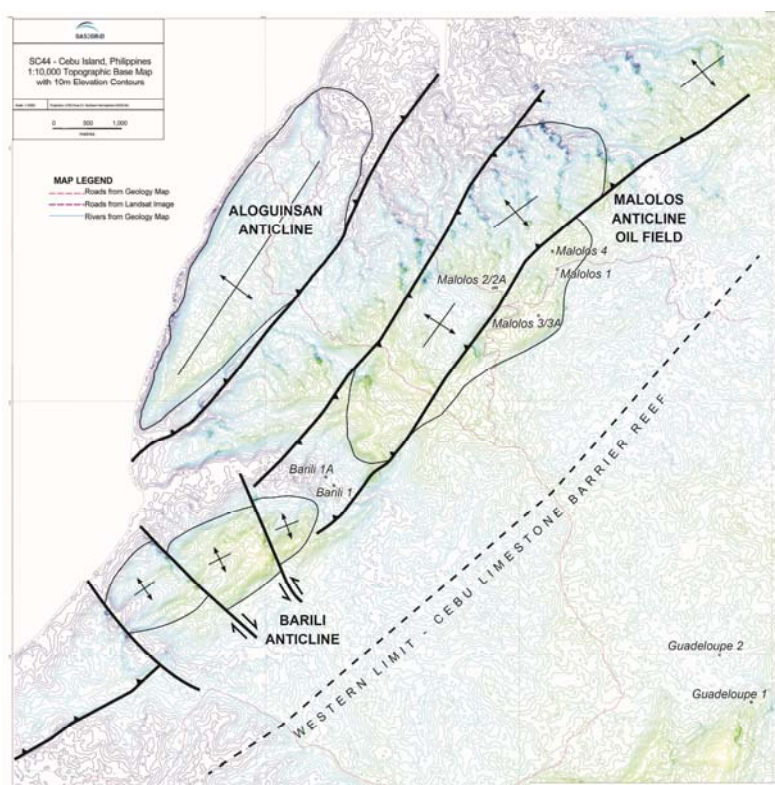 GAS2GRID
SC44 - Cebu Island, Philippines
1:10,000 Topographic Base Map
with 10m Elevation Contours
0 500 1,000
metres
MAP LEGEND
Roads from Geology Map
Roads from Landsat Image
Rivers from Geology Map
ALOGUINSAN
ANTICLINE
MALOLOS
ANTICLINE
OIL FIELD
Malolos 4
Malolos 1
Malolos 2/2A
Malolos 3/3A
Barili 1A
Barili 1
BARILI
ANTICLINE
WESTERN LIMIT - CEBU LIMESTONE BARRIER REEF
Guadeloupe 2
Guadeloupe 1